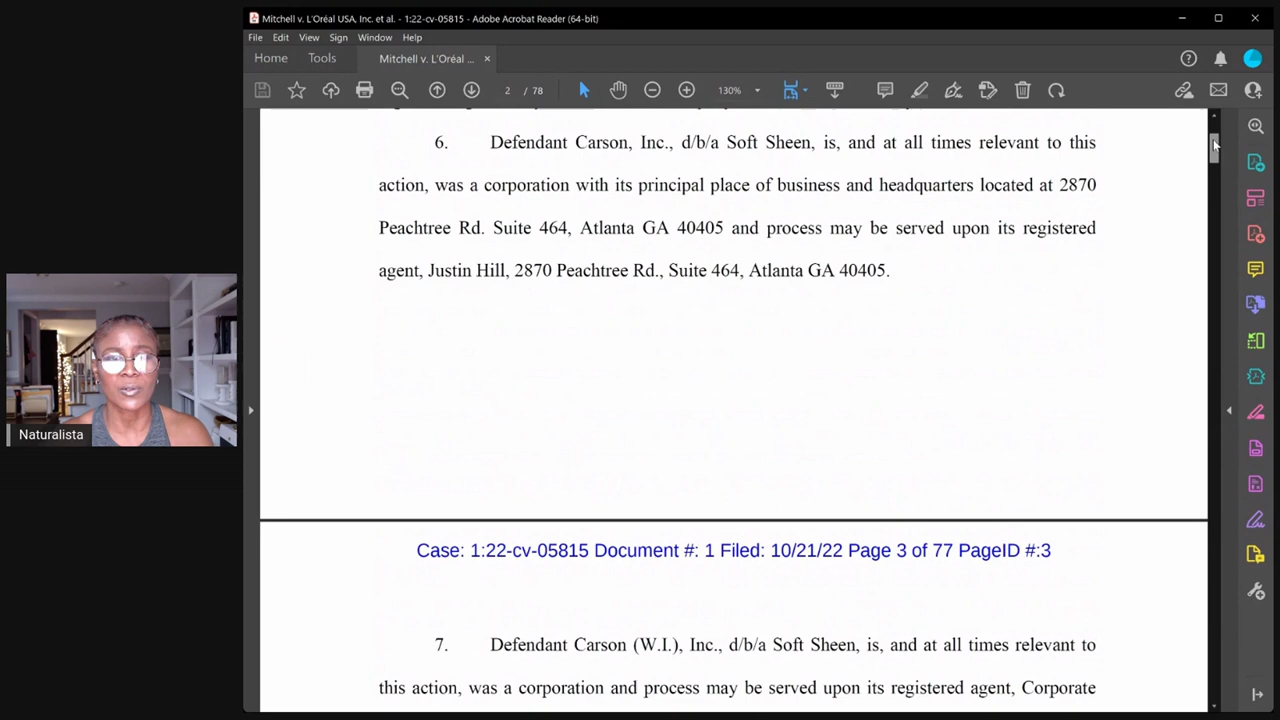 Mitchell v. L'Oréal USA, Inc. et al. - 1:22-cv-05815 - Adobe Acrobat Reader (64-bit)
File Edit View Sign Window Help
Home Tools Mitchell v. L'Oréal ... ×
2 / 78 130%
6. Defendant Carson, Inc., d/b/a Soft Sheen, is, and at all times relevant to this
action, was a corporation with its principal place of business and headquarters located at 2870
Peachtree Rd. Suite 464, Atlanta GA 40405 and process may be served upon its registered
agent, Justin Hill, 2870 Peachtree Rd., Suite 464, Atlanta GA 40405.
Naturalista
Case: 1:22-cv-05815 Document #: 1 Filed: 10/21/22 Page 3 of 77 PageID #:3
7. Defendant Carson (W.I.), Inc., d/b/a Soft Sheen, is, and at all times relevant to
this action, was a corporation and process may be served upon its registered agent, Corporate